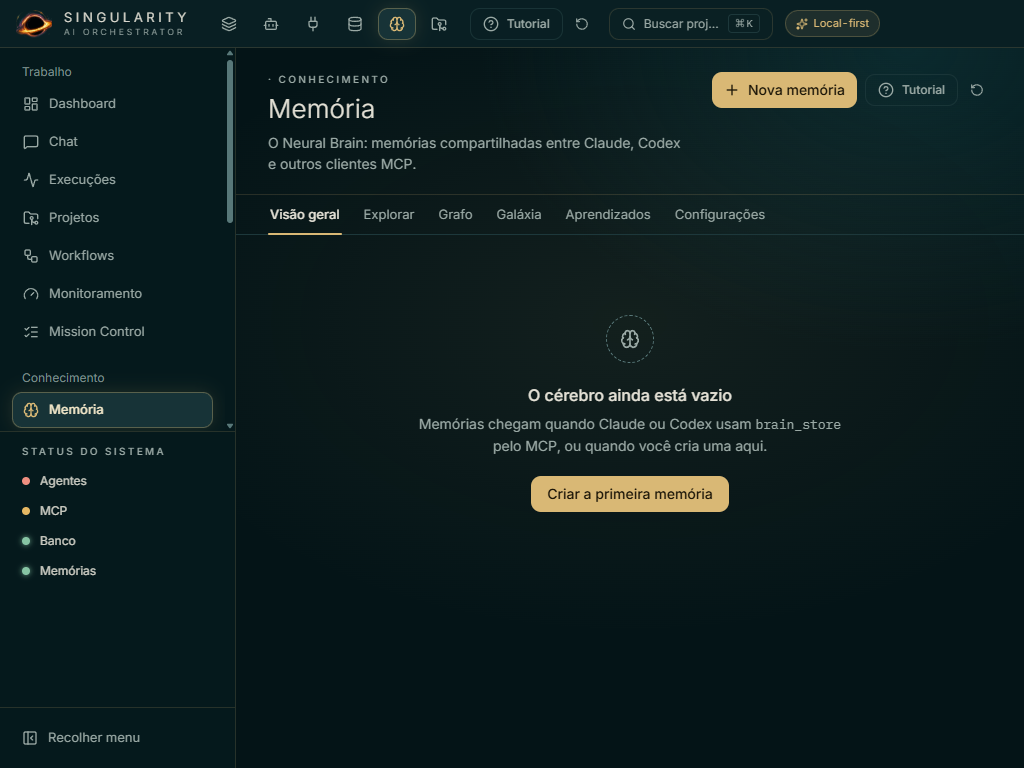 SINGULARITY
AI ORCHESTRATOR
Tutorial
Buscar proj...
⌘K
Local-first
Trabalho
Dashboard
Chat
Execuções
Projetos
Workflows
Monitoramento
Mission Control
Conhecimento
Memória
STATUS DO SISTEMA
Agentes
MCP
Banco
Memórias
Recolher menu
· CONHECIMENTO
Memória
O Neural Brain: memórias compartilhadas entre Claude, Codex
e outros clientes MCP.
Nova memória
Tutorial
Visão geral
Explorar
Grafo
Galáxia
Aprendizados
Configurações
O cérebro ainda está vazio
Memórias chegam quando Claude ou Codex usam brain_store
pelo MCP, ou quando você cria uma aqui.
Criar a primeira memória